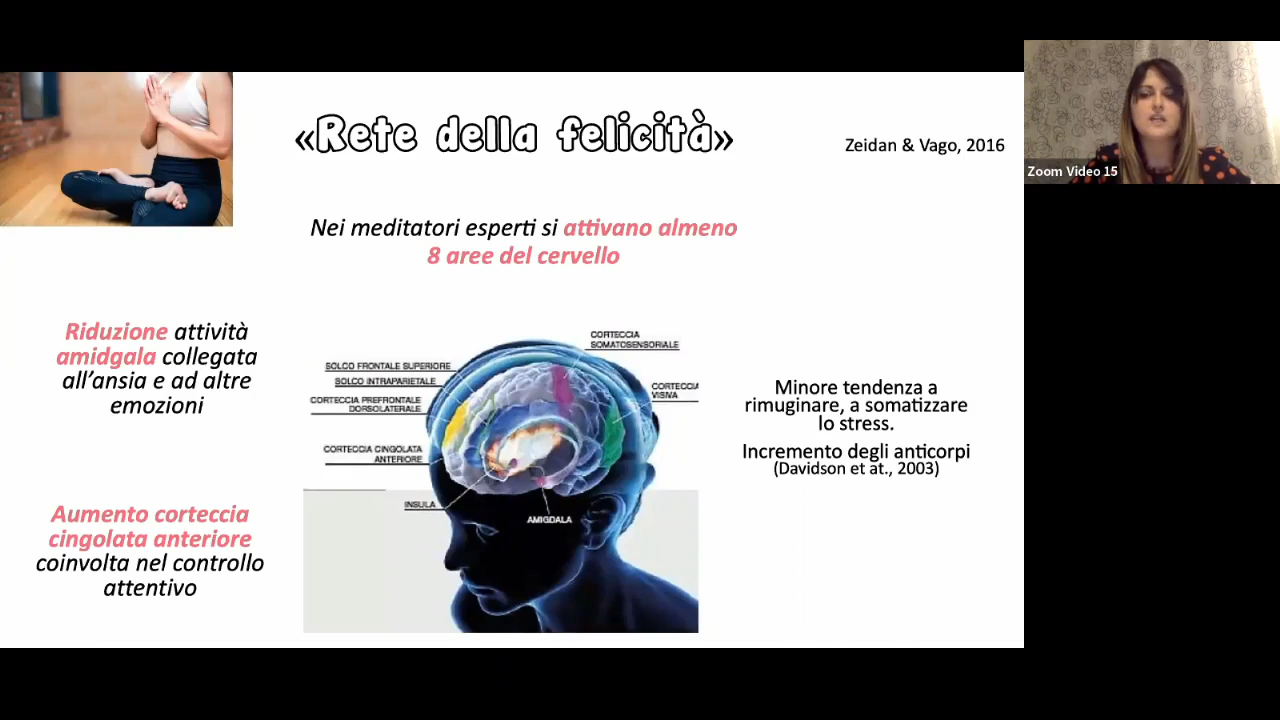 «Rete della felicità»
Zeidan & Vago, 2016
Zoom Video 15
Nei meditatori esperti si attivano almeno
8 aree del cervello
Riduzione attività
amidgala collegata
all’ansia e ad altre
emozioni
Aumento corteccia
cingolata anteriore
coinvolta nel controllo
attentivo
CORTECCIA
SOMATOSENSORIALE
SOLCO FRONTALE SUPERIORE
SOLCO INTRAPARIETALE
CORTECCIA PREFRONTALE
DORSOLATERALE
CORTECCIA
VISIVA
CORTECCIA CINGOLATA
ANTERIORE
INSULA
AMIGDALA
Minore tendenza a
rimuginare, a somatizzare
lo stress.
Incremento degli anticorpi
(Davidson et at., 2003)